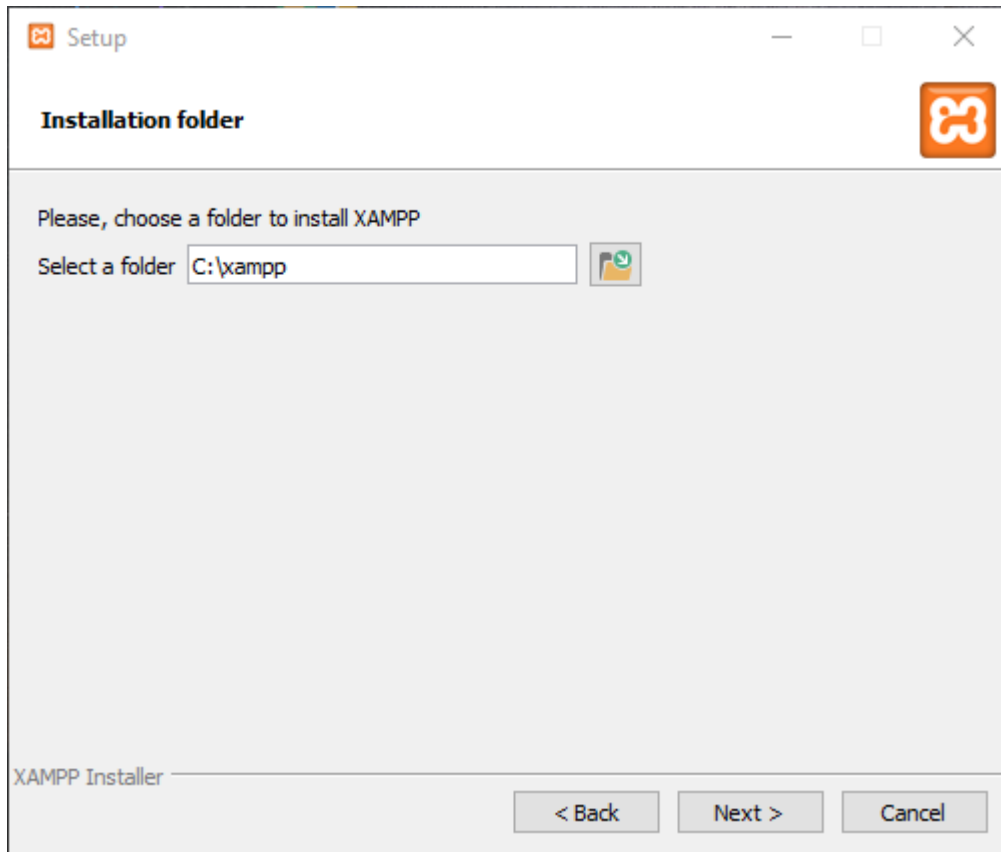 Setup
Installation folder
Please, choose a folder to install XAMPP
Select a folder C:\xampp
XAMPP Installer
< Back Next > Cancel